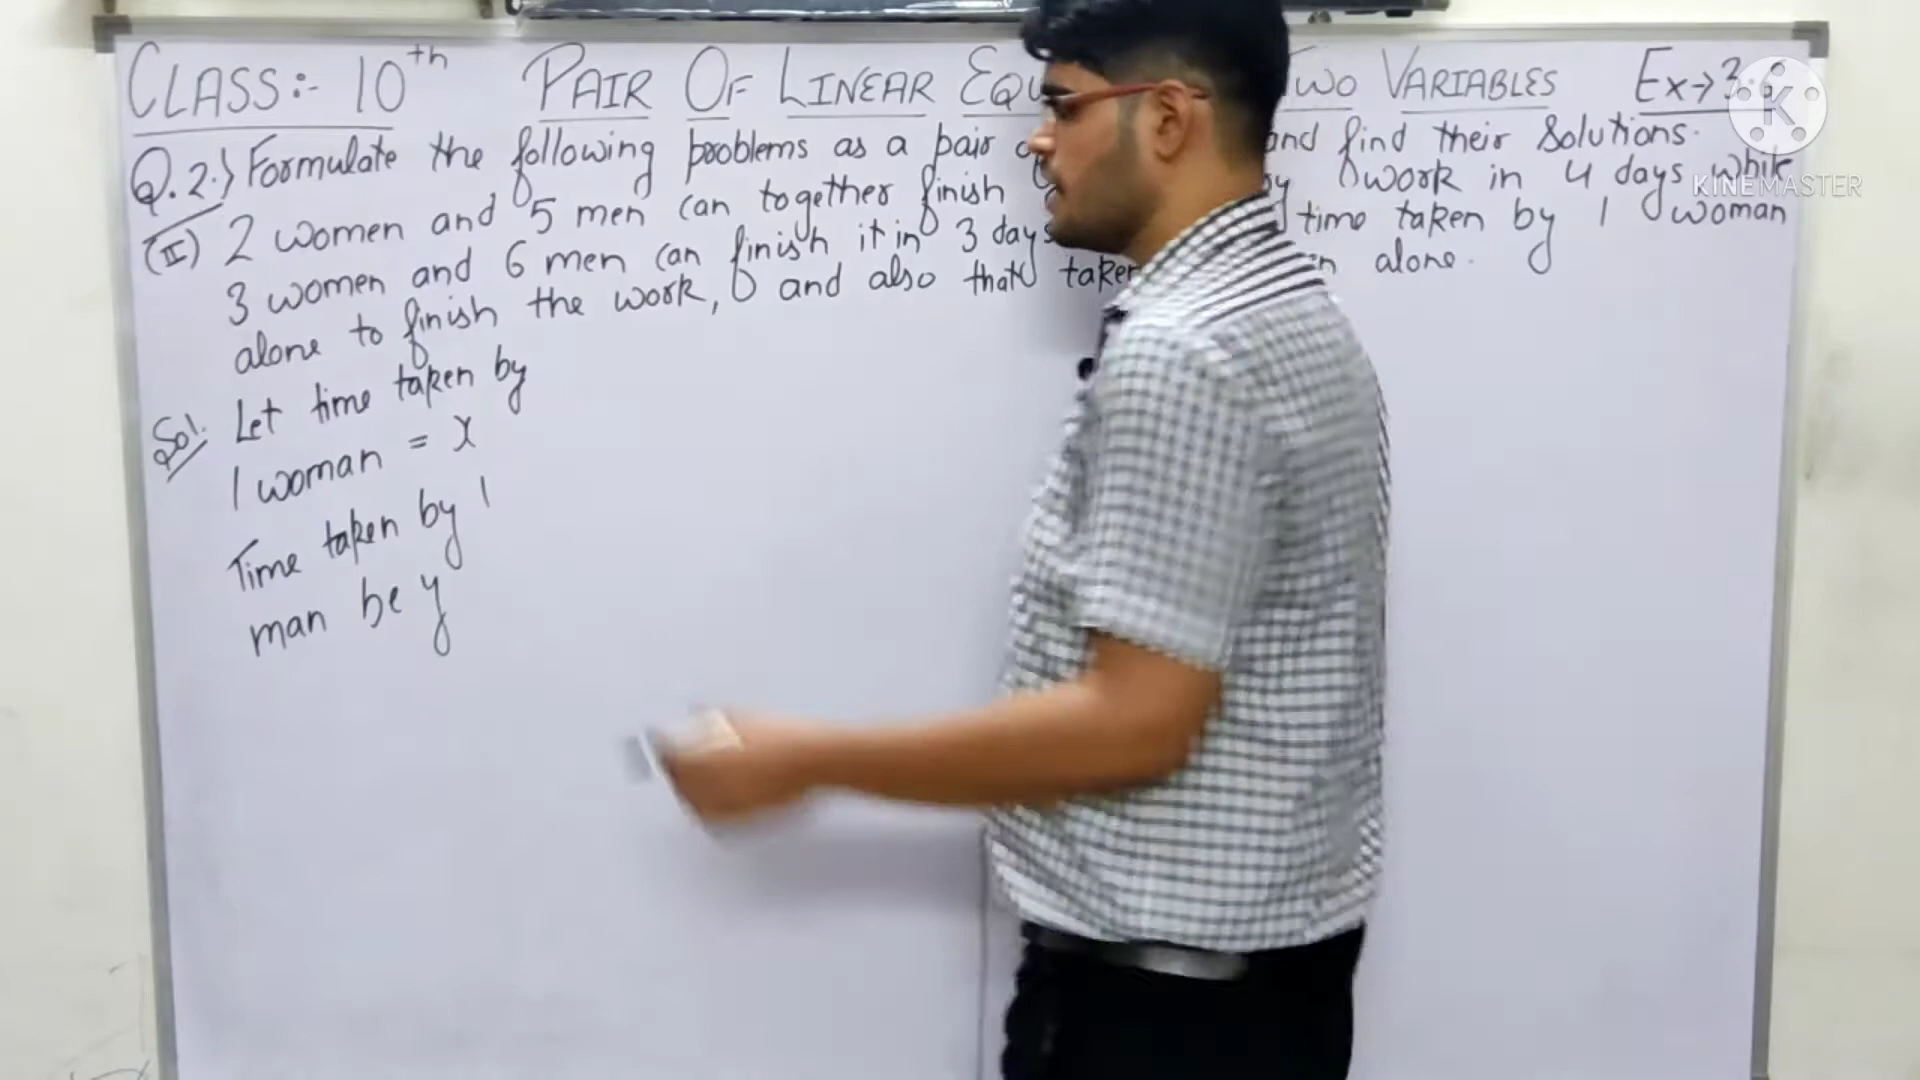 CLASS:- 10th PAIR OF LINEAR EQU TWO VARIABLES Ex→3.6
Q.2.) Formulate the following problems as a pair and find their solutions.
(II) 2 women and 5 men can together finish work in 4 days, while
3 women and 6 men can finish it in 3 days time taken by 1 woman
alone to finish the work, and also that taken alone.
Sol. Let time taken by
1 woman = x
Time taken by 1
man be y
K
KINEMASTER